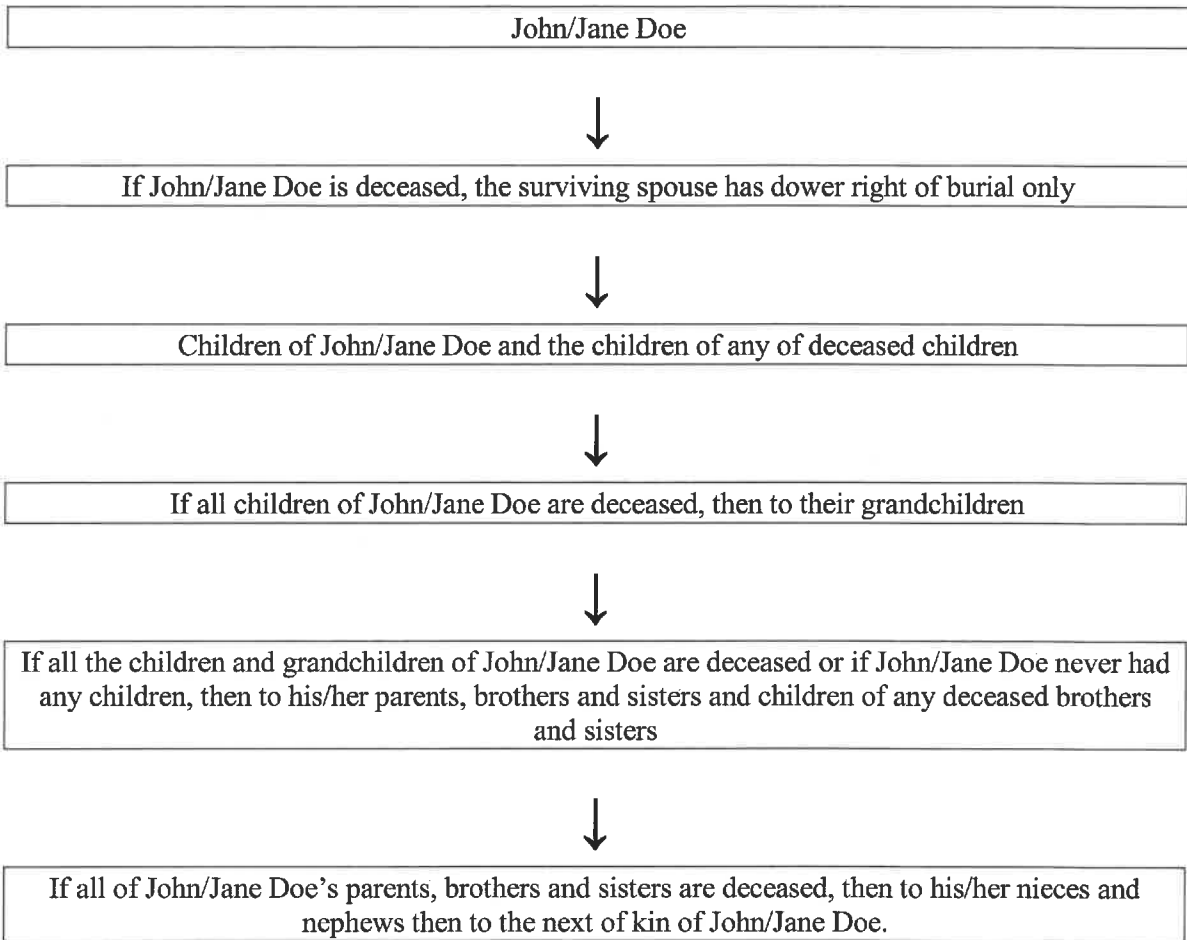 John/Jane Doe
If John/Jane Doe is deceased, the surviving spouse has dower right of burial only
Children of John/Jane Doe and the children of any of deceased children
If all children of John/Jane Doe are deceased, then to their grandchildren
If all the children and grandchildren of John/Jane Doe are deceased or if John/Jane Doe never had
any children, then to his/her parents, brothers and sisters and children of any deceased brothers
and sisters
If all of John/Jane Doe’s parents, brothers and sisters are deceased, then to his/her nieces and
nephews then to the next of kin of John/Jane Doe.